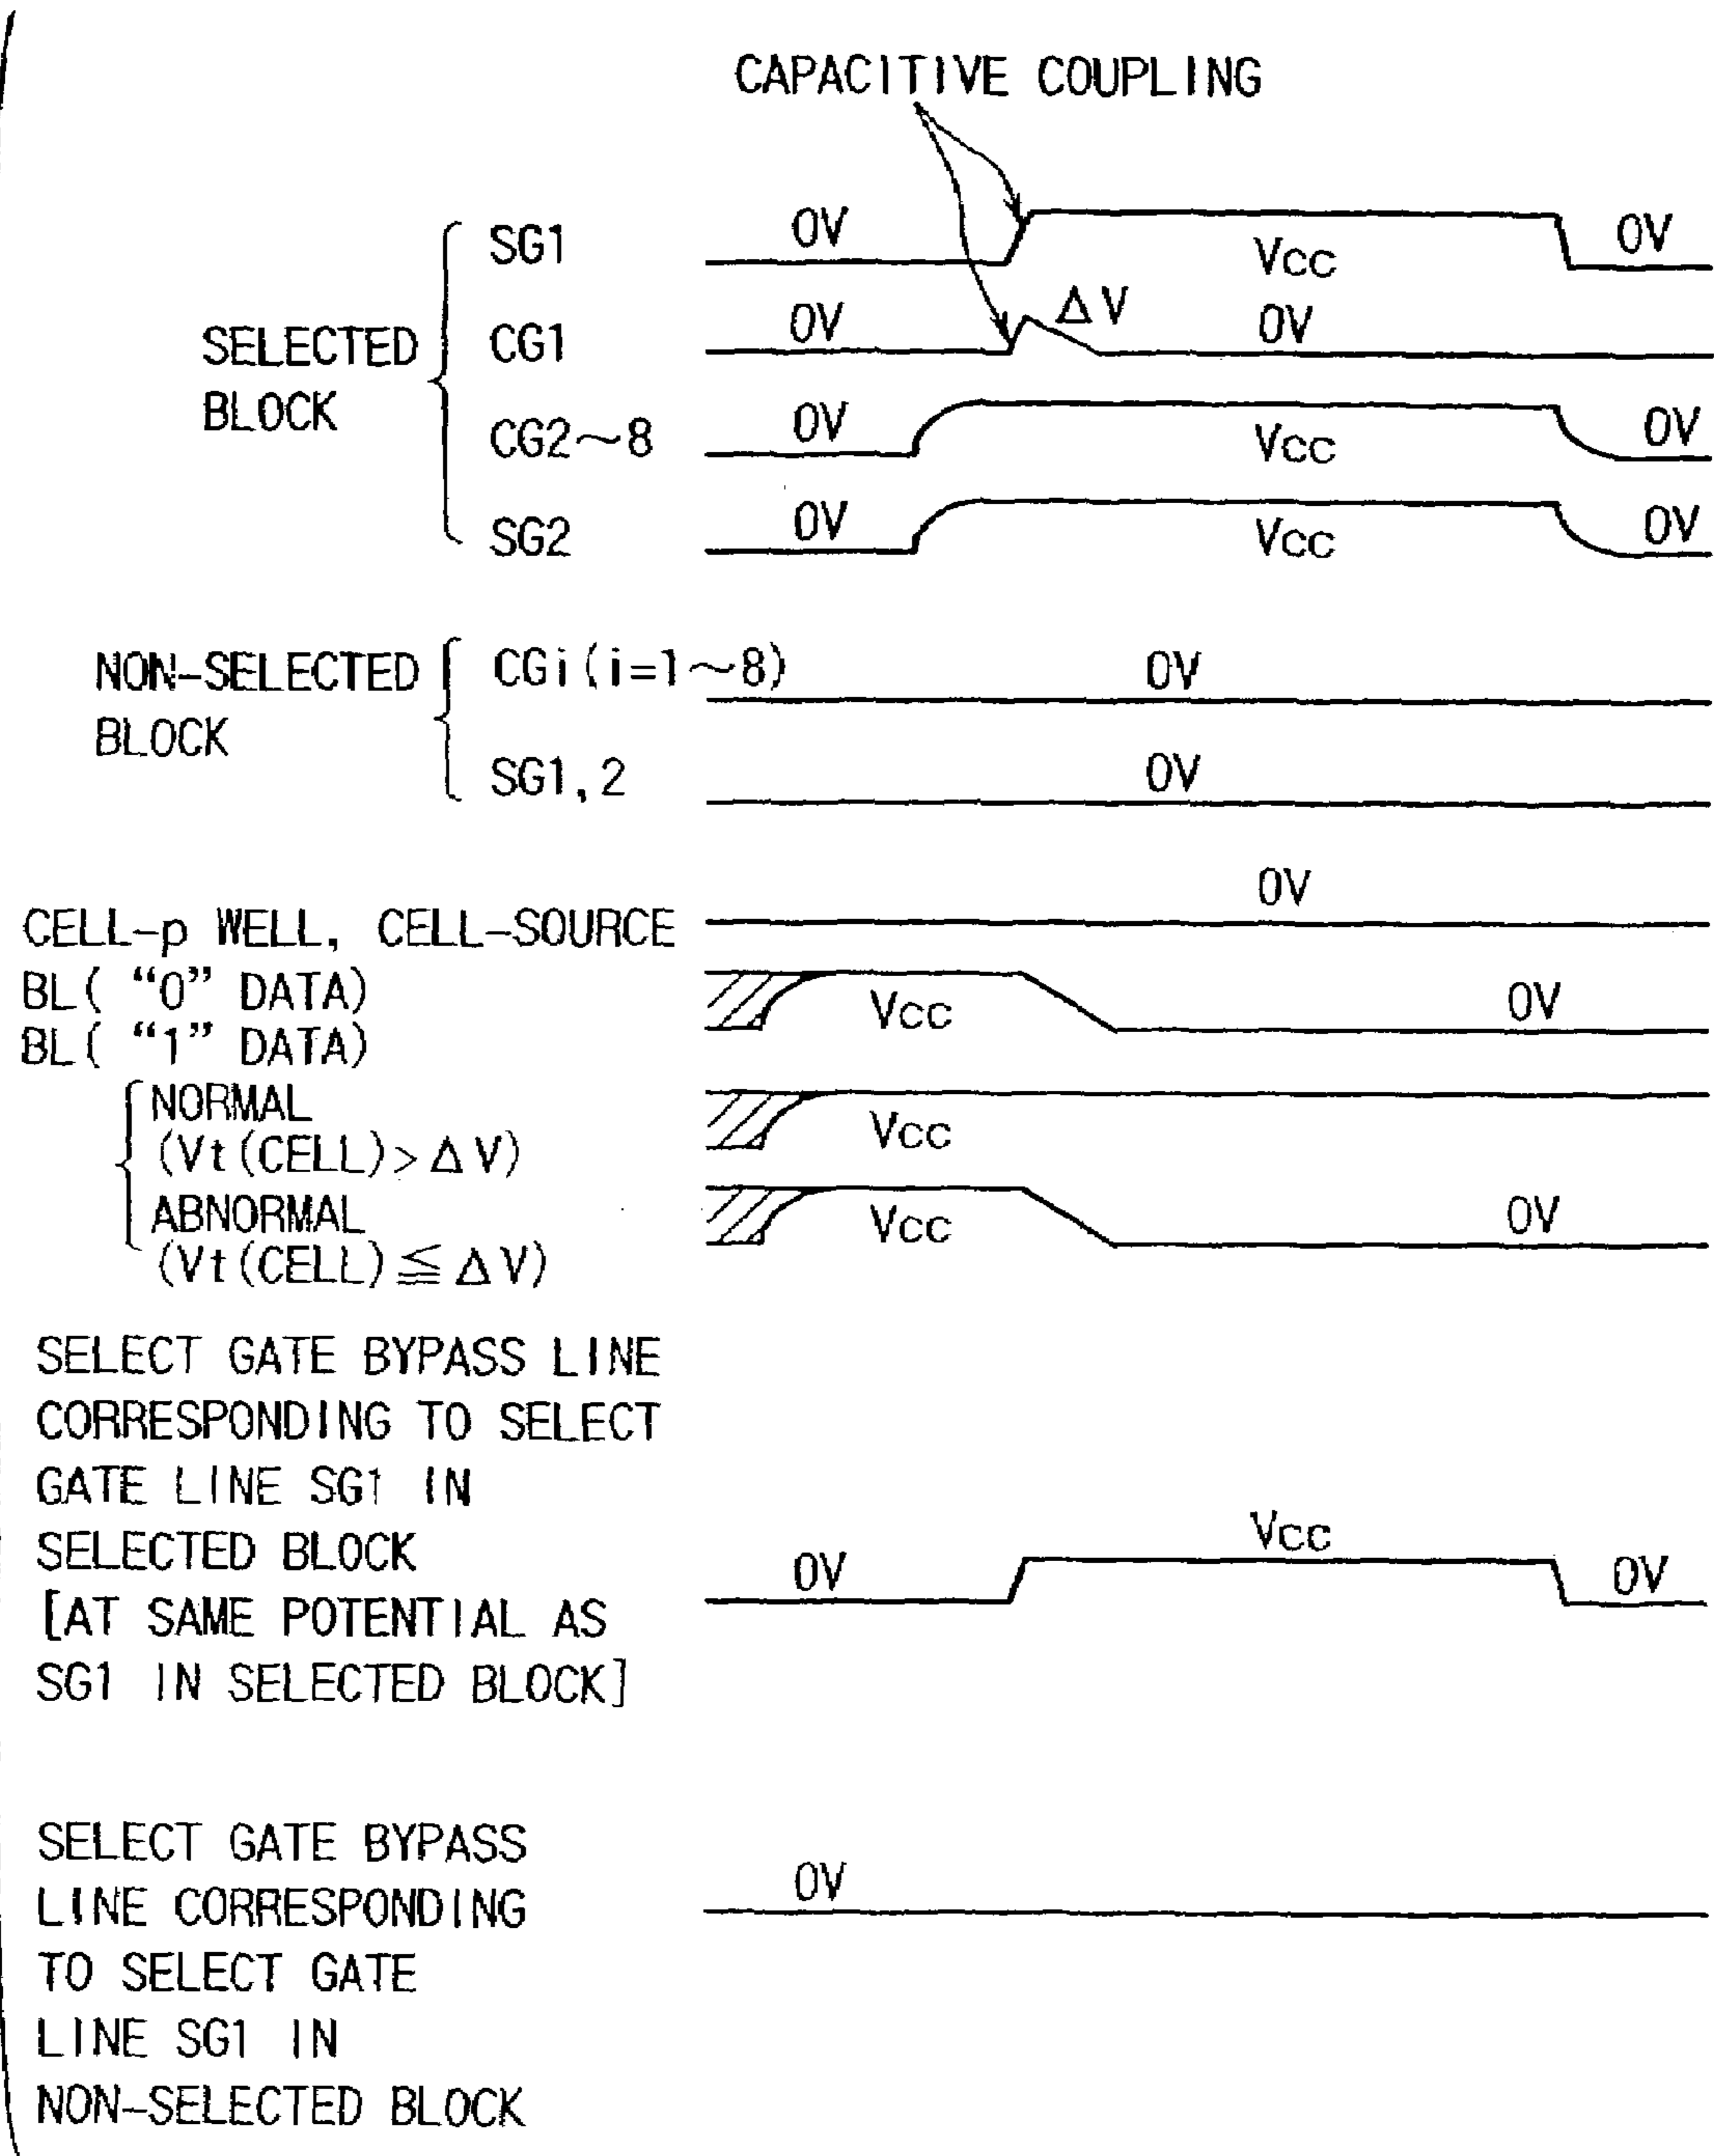 CAPACITIVE COUPLING
SELECTED BLOCK
SG1 0V Vcc 0V
CG1 0V ΔV 0V
CG2~8 0V Vcc 0V
SG2 0V Vcc 0V
NON-SELECTED BLOCK
CGi(i=1~8) 0V
SG1,2 0V
CELL-p WELL, CELL-SOURCE 0V
BL( “0” DATA) Vcc 0V
BL( “1” DATA)
NORMAL
(Vt(CELL)>ΔV) Vcc
ABNORMAL Vcc 0V
(Vt(CELL)≦ΔV)
SELECT GATE BYPASS LINE
CORRESPONDING TO SELECT
GATE LINE SG1 IN
SELECTED BLOCK 0V Vcc 0V
[AT SAME POTENTIAL AS
SG1 IN SELECTED BLOCK]
SELECT GATE BYPASS 0V
LINE CORRESPONDING
TO SELECT GATE
LINE SG1 IN
NON-SELECTED BLOCK